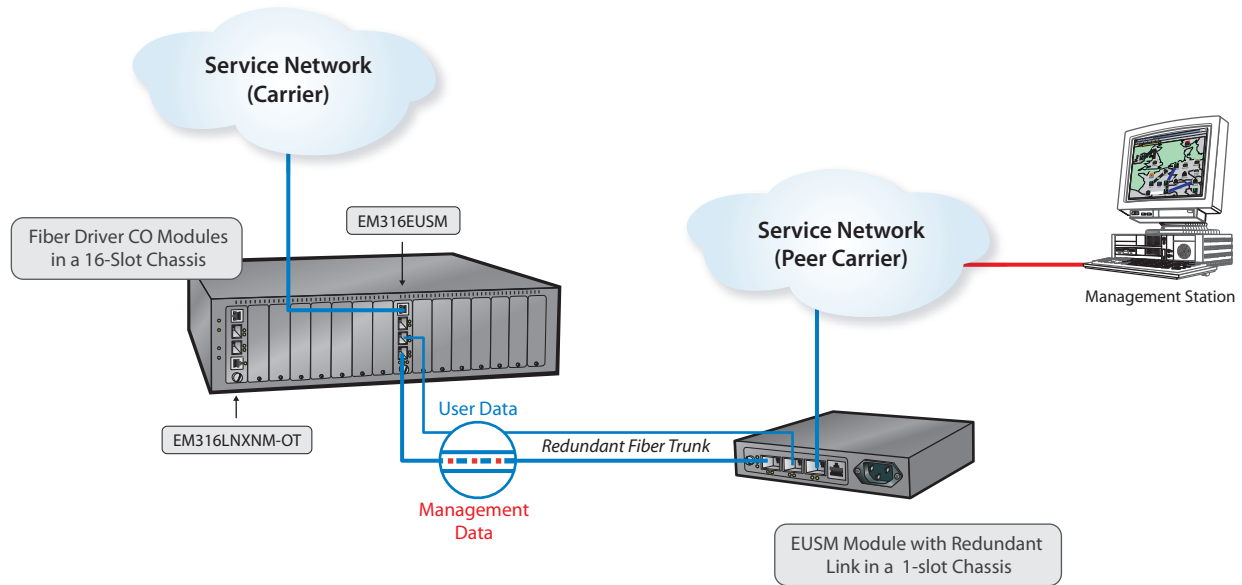 Service Network
(Carrier)
EM316EUSM
Fiber Driver CO Modules
in a 16-Slot Chassis
Service Network
(Peer Carrier)
Management Station
EM316LNXNM-OT
User Data
Redundant Fiber Trunk
Management
Data
EUSM Module with Redundant
Link in a 1-slot Chassis